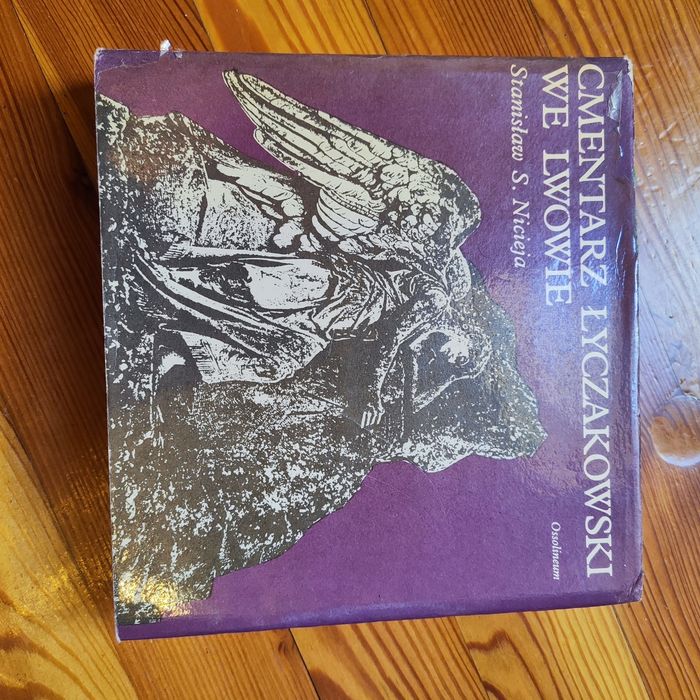 CMENTARZ ŁYCZAKOWSKI
WE LWOWIE
Stanisław S. Nicieja
Ossolineum